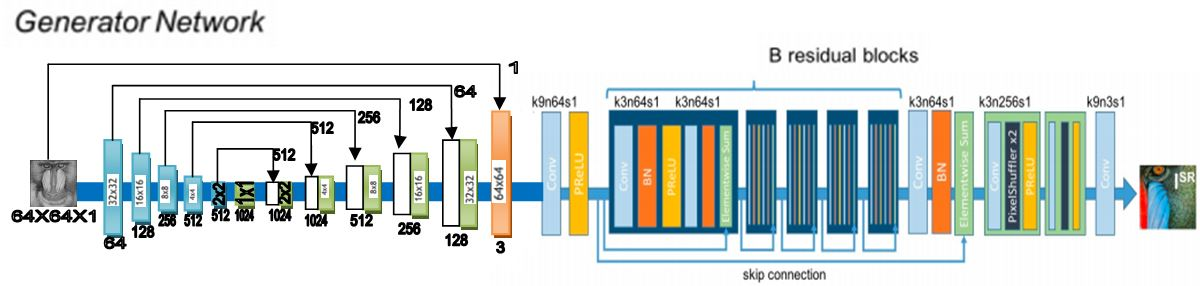 Generator Network
B residual blocks
1
64
128
256
512
512
k9n64s1
k3n64s1
k3n64s1
k3n64s1
k3n256s1
k9n3s1
32x32
16x16
8x8
4x4
2x2
1x1
2x2
4x4
8x8
16x16
32x32
64x64
Conv
PReLU
Conv
BN
PReLU
Elementwise Sum
Conv
BN
Elementwise Sum
Conv
PixelShuffler x2
PReLU
Conv
I SR
64X64X1
64
128
256
512
512
1024
1024
1024
512
256
128
3
skip connection